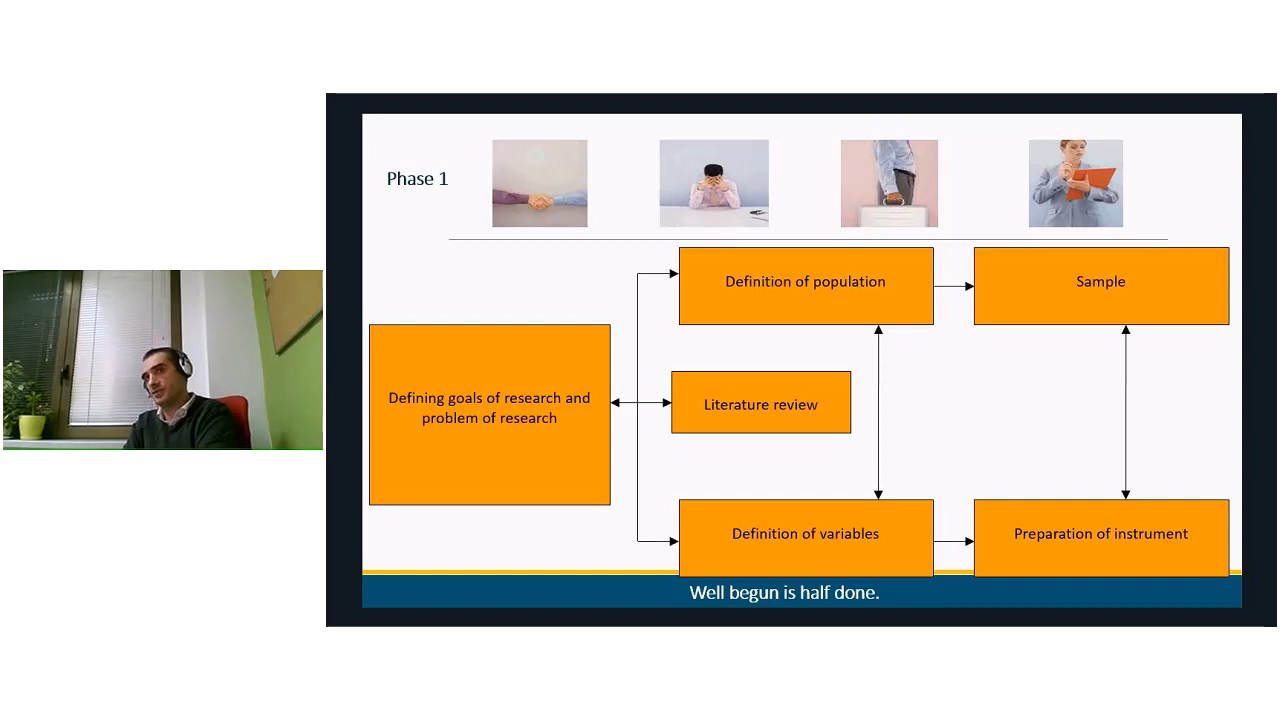 Phase 1
Definition of population
Sample
Defining goals of research and
problem of research
Literature review
Definition of variables
Preparation of instrument
Well begun is half done.